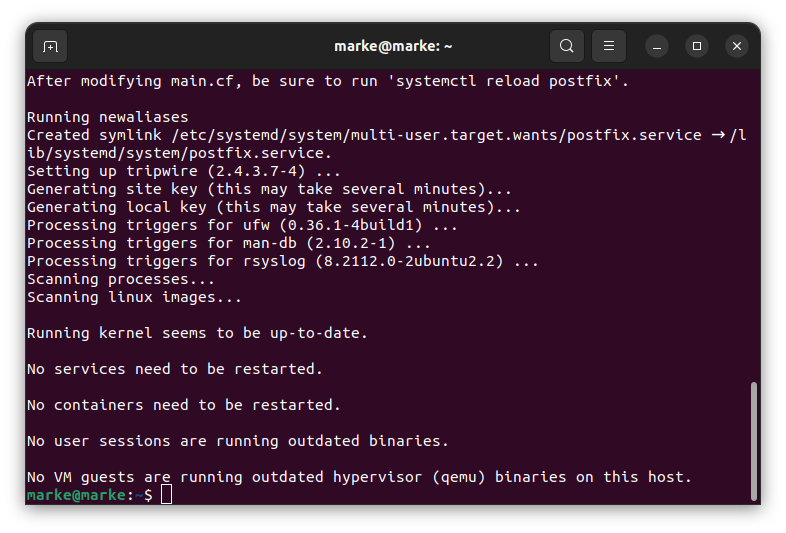 marke@marke: ~
After modifying main.cf, be sure to run 'systemctl reload postfix'.
Running newaliases
Created symlink /etc/systemd/system/multi-user.target.wants/postfix.service → /l
ib/systemd/system/postfix.service.
Setting up tripwire (2.4.3.7-4) ...
Generating site key (this may take several minutes)...
Generating local key (this may take several minutes)...
Processing triggers for ufw (0.36.1-4build1) ...
Processing triggers for man-db (2.10.2-1) ...
Processing triggers for rsyslog (8.2112.0-2ubuntu2.2) ...
Scanning processes...
Scanning linux images...
Running kernel seems to be up-to-date.
No services need to be restarted.
No containers need to be restarted.
No user sessions are running outdated binaries.
No VM guests are running outdated hypervisor (qemu) binaries on this host.
marke@marke:~$